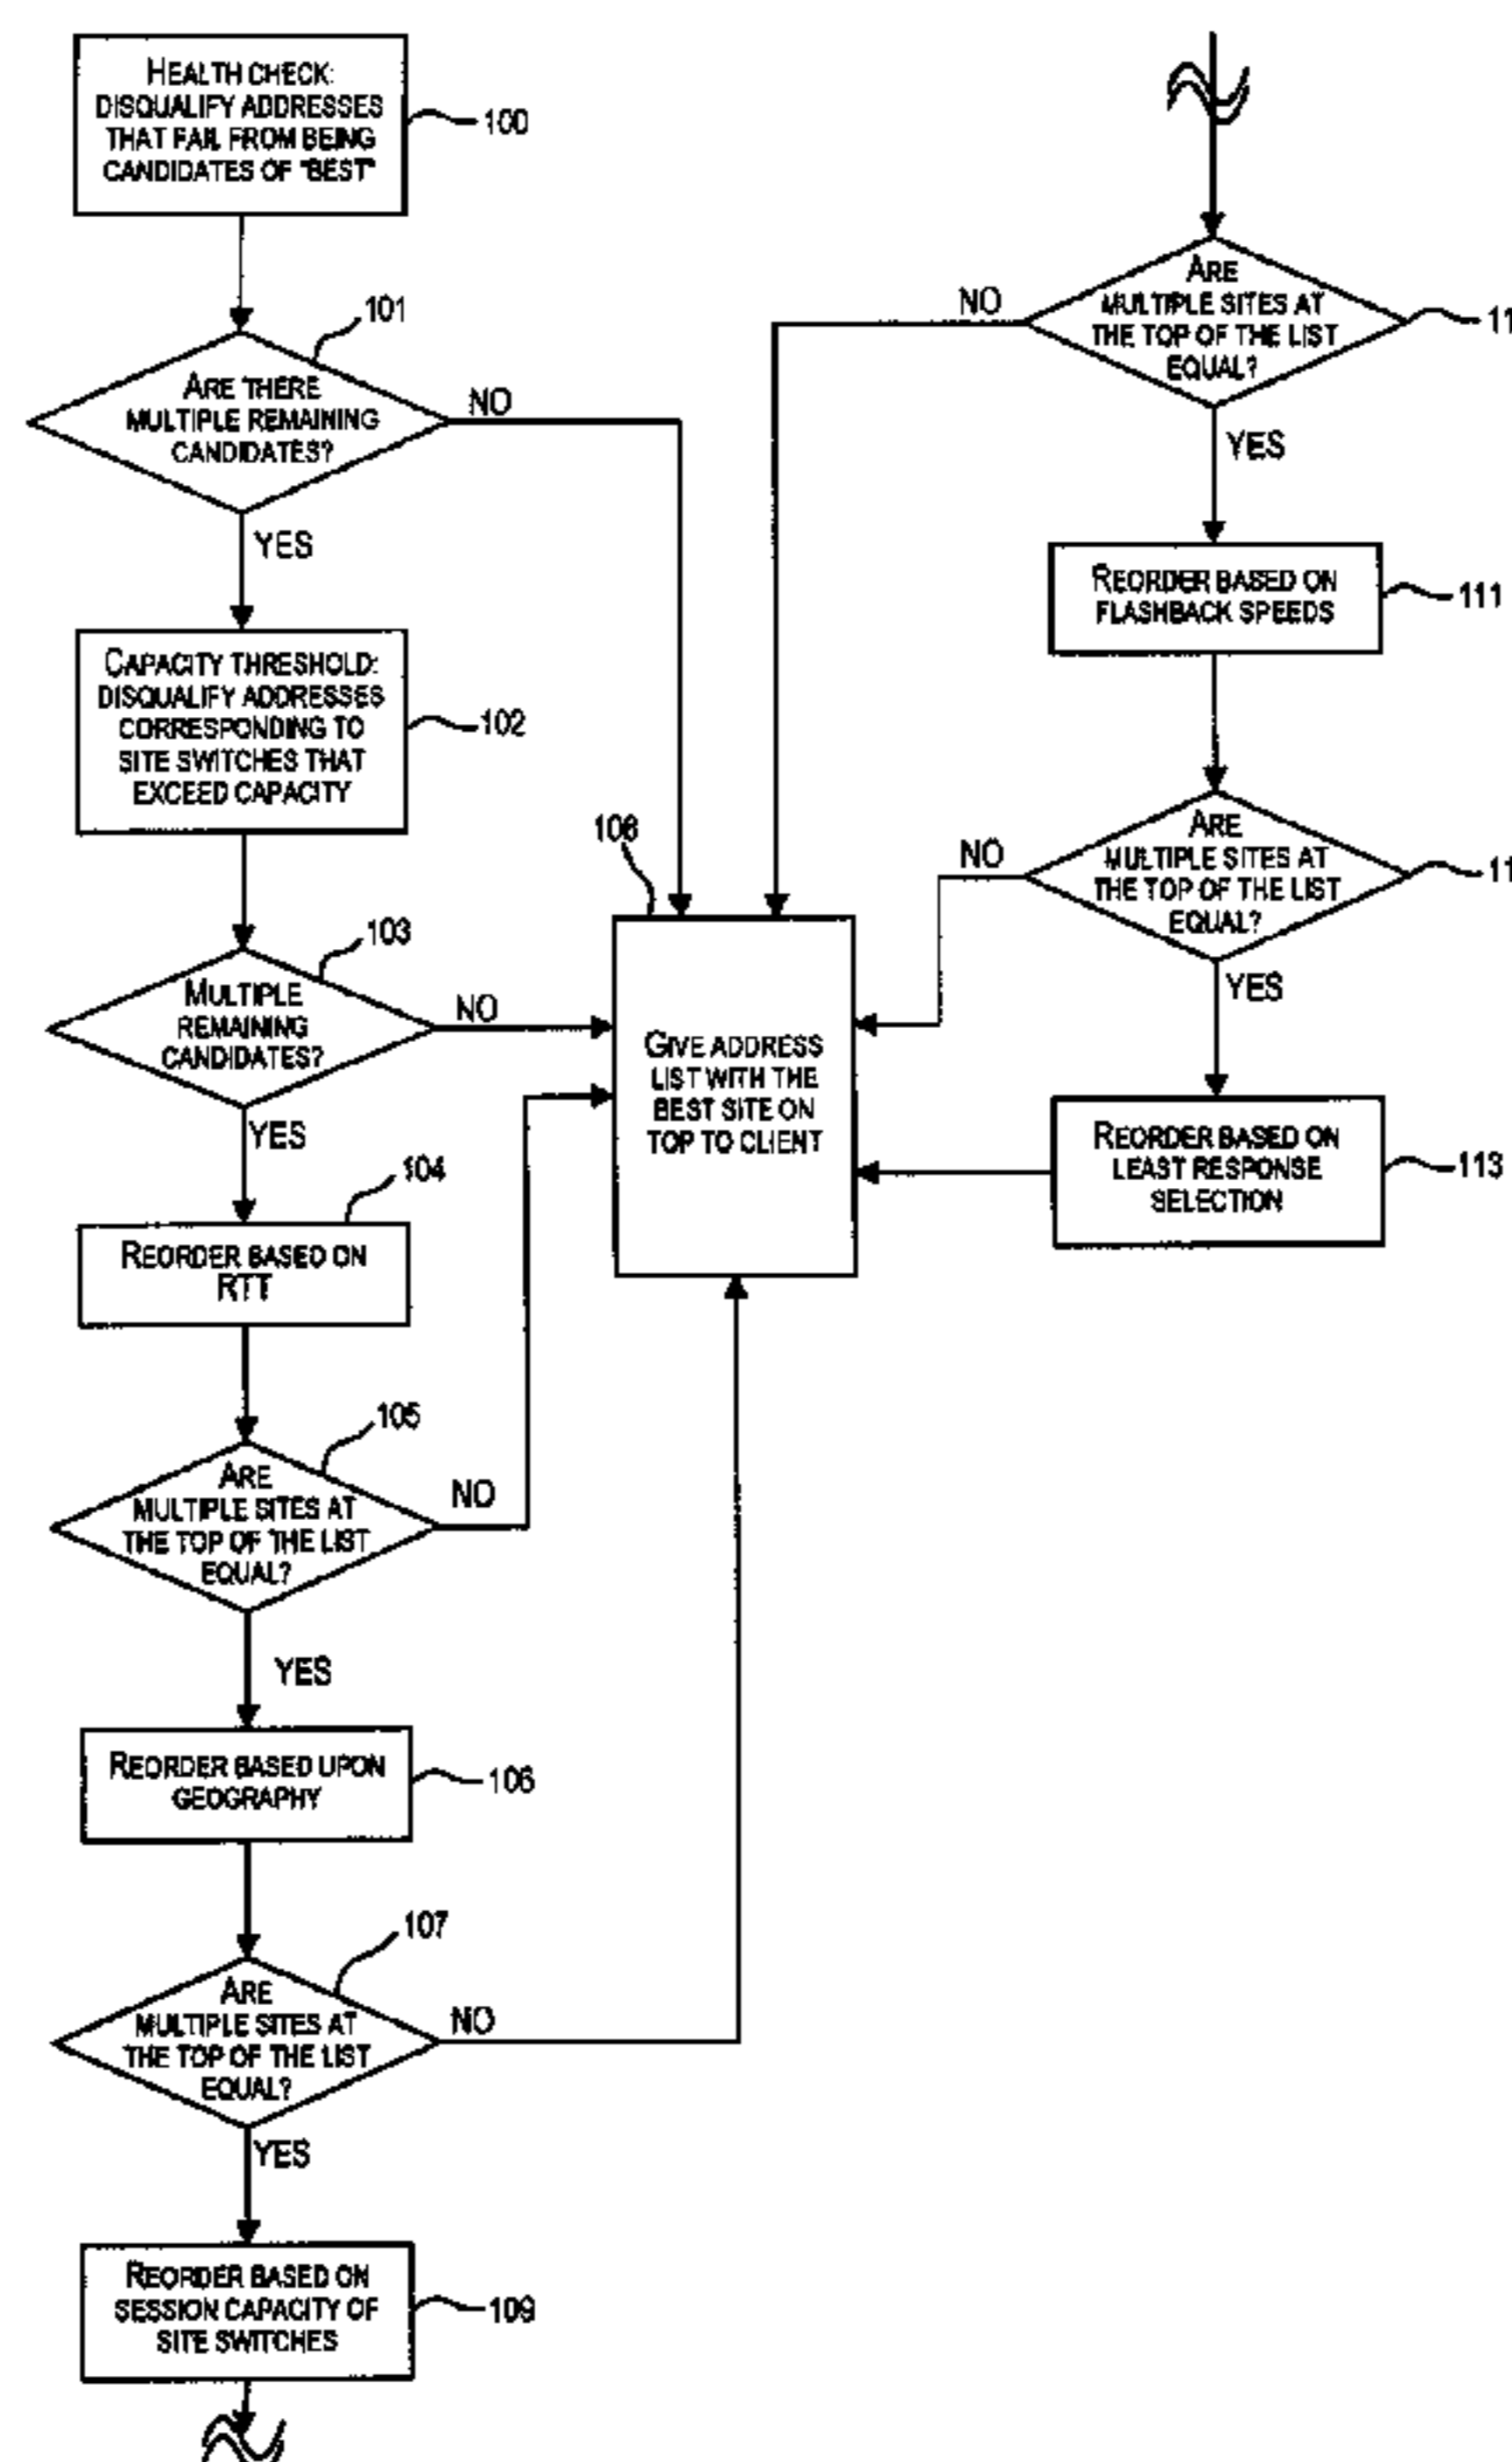 HEALTH CHECK:
DISQUALIFY ADDRESSES
THAT FAIL FROM BEING
CANDIDATES OF "BEST"
100
101
ARE THERE
MULTIPLE REMAINING
CANDIDATES?
NO
YES
CAPACITY THRESHOLD:
DISQUALIFY ADDRESSES
CORRESPONDING TO
SITE SWITCHES THAT
EXCEED CAPACITY
102
103
MULTIPLE
REMAINING
CANDIDATES?
NO
YES
104
REORDER BASED ON
RTT
105
ARE
MULTIPLE SITES AT
THE TOP OF THE LIST
EQUAL?
NO
YES
REORDER BASED UPON
GEOGRAPHY
106
107
ARE
MULTIPLE SITES AT
THE TOP OF THE LIST
EQUAL?
NO
YES
REORDER BASED ON
SESSION CAPACITY OF
SITE SWITCHES
109
GIVE ADDRESS
LIST WITH THE
BEST SITE ON
TOP TO CLIENT
ARE
MULTIPLE SITES AT
THE TOP OF THE LIST
EQUAL?
11
NO
YES
REORDER BASED ON
FLASHBACK SPEEDS
111
ARE
MULTIPLE SITES AT
THE TOP OF THE LIST
EQUAL?
11
NO
YES
REORDER BASED ON
LEAST RESPONSE
SELECTION
113